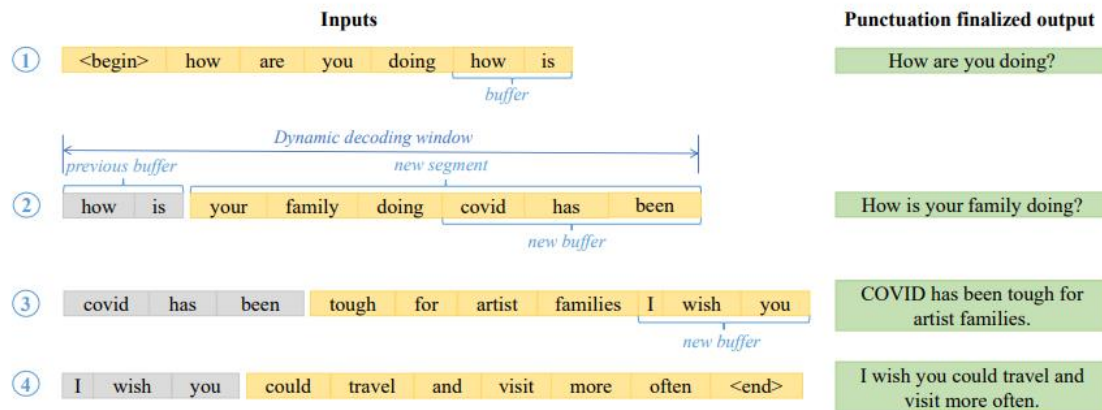 Inputs Punctuation finalized output
1 <begin> how are you doing how is How are you doing?
buffer
Dynamic decoding window
previous buffer new segment
2 how is your family doing covid has been How is your family doing?
new buffer
3 covid has been tough for artist families I wish you COVID has been tough for
artist families.
new buffer
4 I wish you could travel and visit more often <end> I wish you could travel and
visit more often.